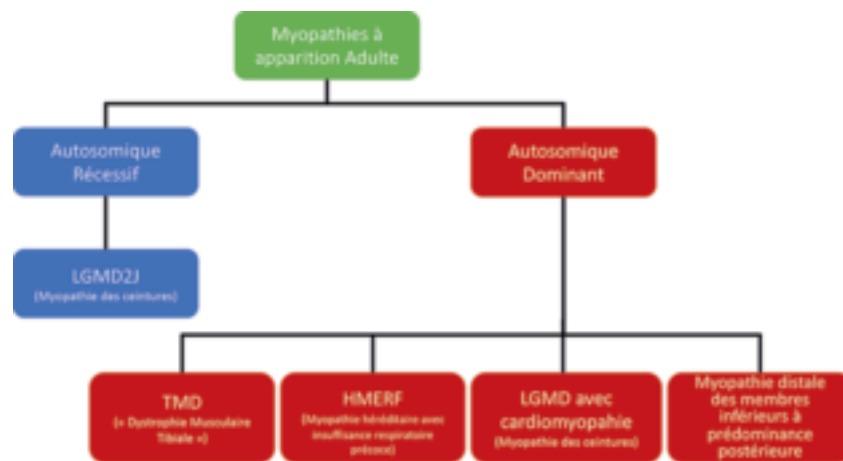 Myopathies à
apparition Adulte
Autosomique
Récessif
Autosomique
Dominant
LGMD2J
(Myopathie des ceintures)
TMD
(« Dystrophie Musculaire
Tibiale »)
HMERF
(Myopathie héréditaire avec
insuffisance respiratoire
précoce)
LGMD avec
cardiomyopahie
(Myopathie des ceintures)
Myopathie distale
des membres
inférieurs à
prédominance
postérieure